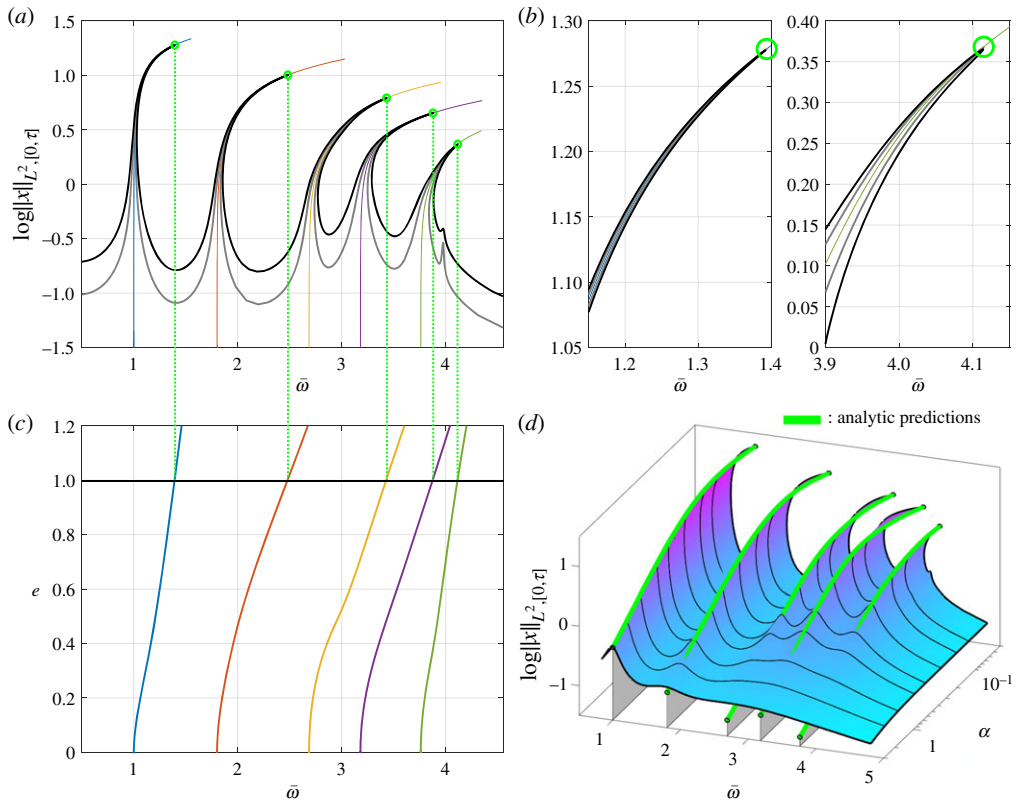 (a)
1.0
0.5
0
−0.5
−1.0
−1.5
log||x||L²,[0,τ]
1 2 3 4
ω̄
(b)
1.30
1.25
1.20
1.15
1.10
1.05
1.2 1.3 1.4
ω̄
0.40
0.35
0.30
0.25
0.20
0.15
0.10
0.05
0
3.9 4.0 4.1
ω̄
(c)
1.2
1.0
0.8
0.6
0.4
0.2
0
e
1 2 3 4
ω̄
(d)
: analytic predictions
1
0
−1
log||x||L²,[0,τ]
1 2 3 4 5
ω̄
10⁻¹
1
α